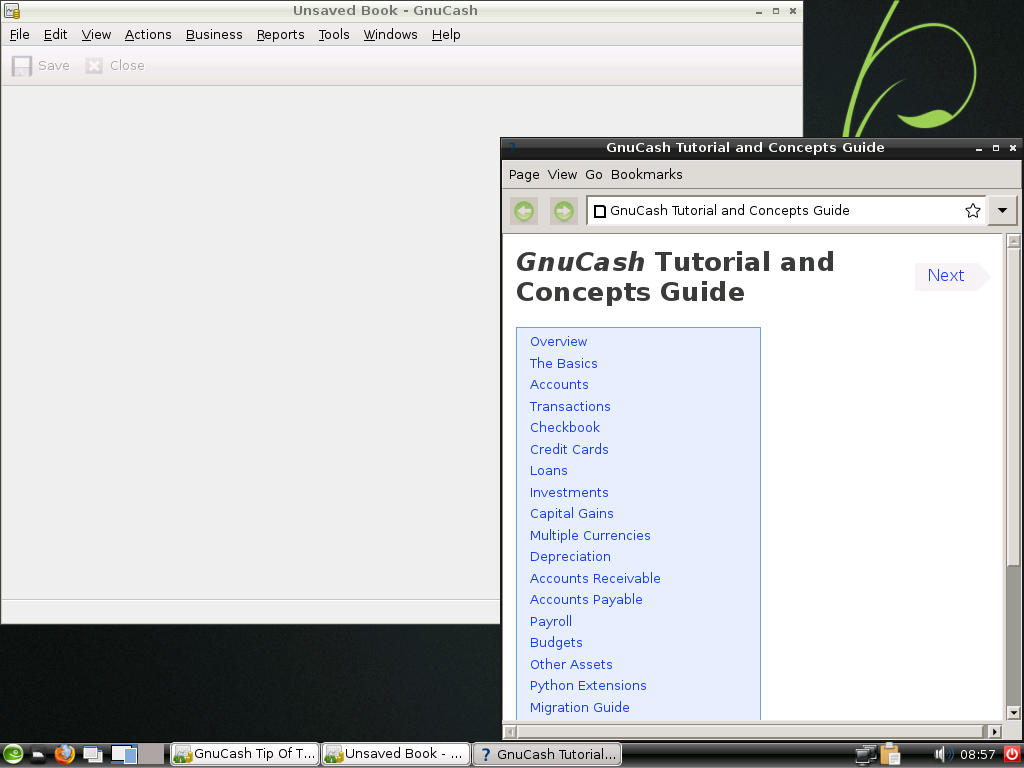 Unsaved Book - GnuCash
File Edit View Actions Business Reports Tools Windows Help
Save Close
GnuCash Tutorial and Concepts Guide
Page View Go Bookmarks
GnuCash Tutorial and Concepts Guide
GnuCash Tutorial and
Concepts Guide
Next
Overview
The Basics
Accounts
Transactions
Checkbook
Credit Cards
Loans
Investments
Capital Gains
Multiple Currencies
Depreciation
Accounts Receivable
Accounts Payable
Payroll
Budgets
Other Assets
Python Extensions
Migration Guide
GnuCash Tip Of T... Unsaved Book - ... ? GnuCash Tutorial... 08:57